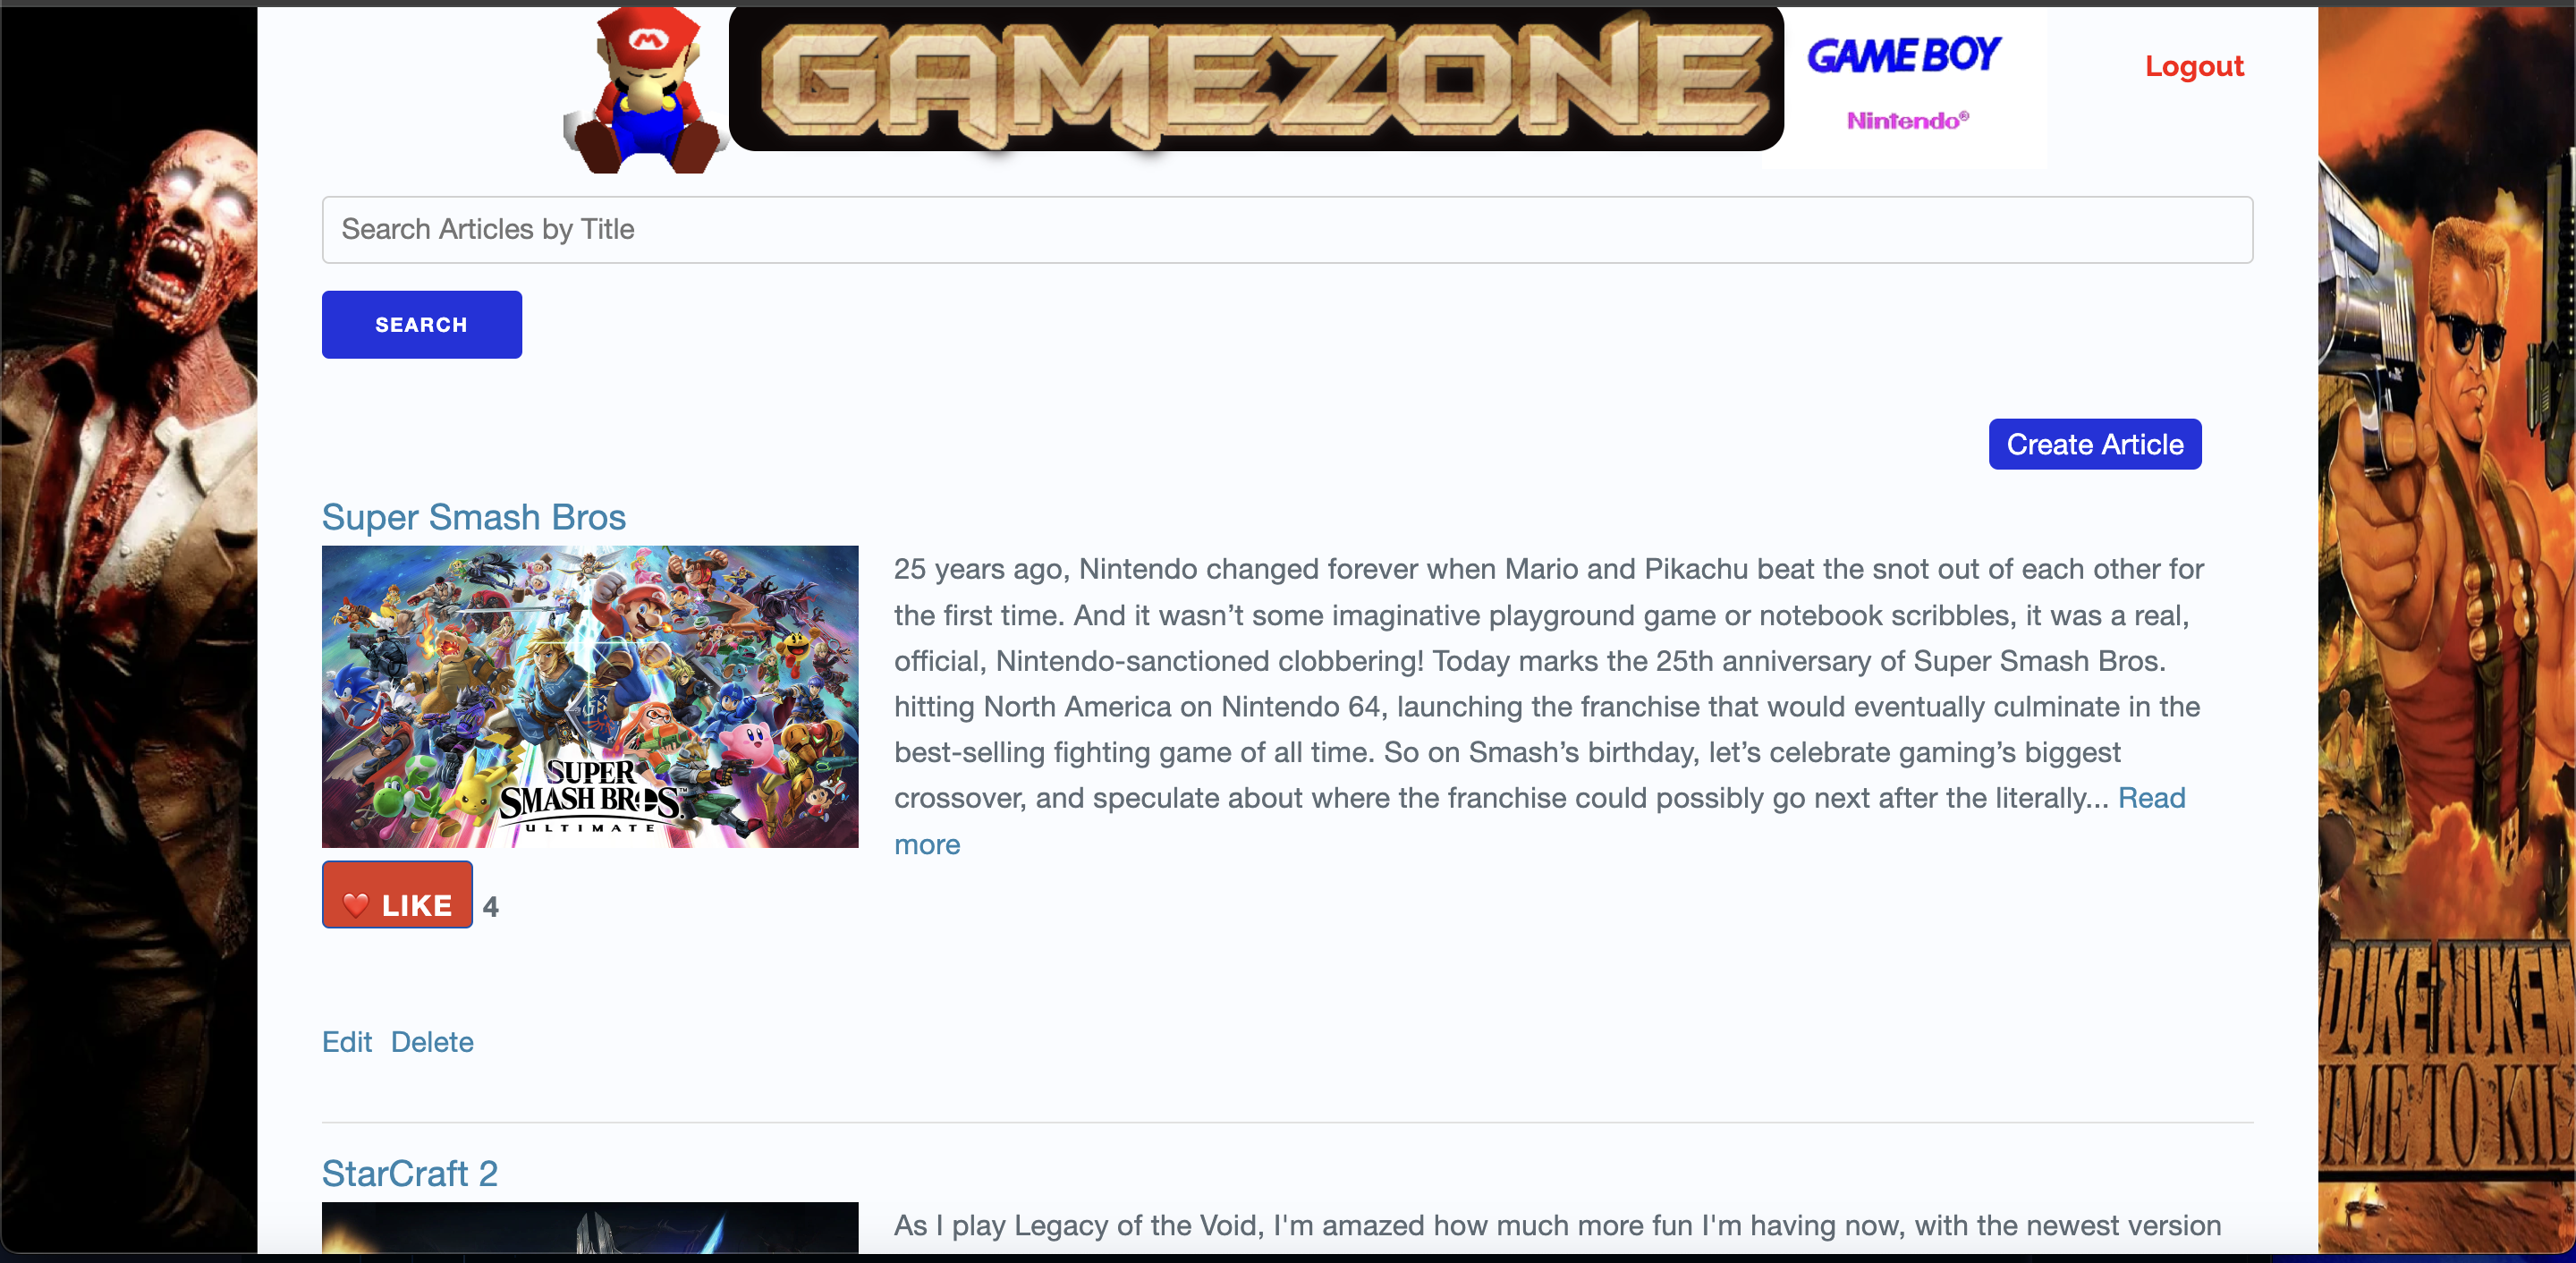 M
GAMEZONE
GAME BOY
Nintendo®
Logout
Search Articles by Title
SEARCH
Create Article
Super Smash Bros
SUPER
SMASH BROS.™
ULTIMATE
25 years ago, Nintendo changed forever when Mario and Pikachu beat the snot out of each other for
the first time. And it wasn’t some imaginative playground game or notebook scribbles, it was a real,
official, Nintendo-sanctioned clobbering! Today marks the 25th anniversary of Super Smash Bros.
hitting North America on Nintendo 64, launching the franchise that would eventually culminate in the
best-selling fighting game of all time. So on Smash’s birthday, let’s celebrate gaming’s biggest
crossover, and speculate about where the franchise could possibly go next after the literally... Read
more
❤️ LIKE 4
Edit Delete
DUKE NUKEM
TIME TO KIL
StarCraft 2
As I play Legacy of the Void, I'm amazed how much more fun I'm having now, with the newest version